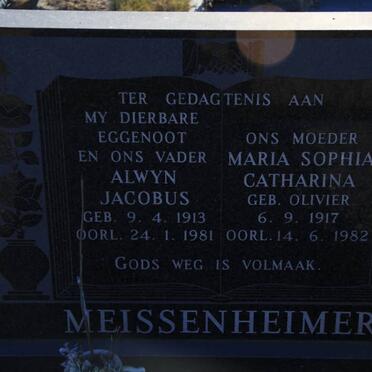 TER GEDAGTENIS AAN
MY DIERBARE
EGGENOOT
EN ONS VADER
ALWYN
JACOBUS
GEB. 9. 4. 1913
OORL. 24. 1. 1981
ONS MOEDER
MARIA SOPHIA
CATHARINA
GEB. OLIVIER
6. 9. 1917
OORL. 14. 6. 1982
GODS WEG IS VOLMAAK.
MEISSENHEIMER